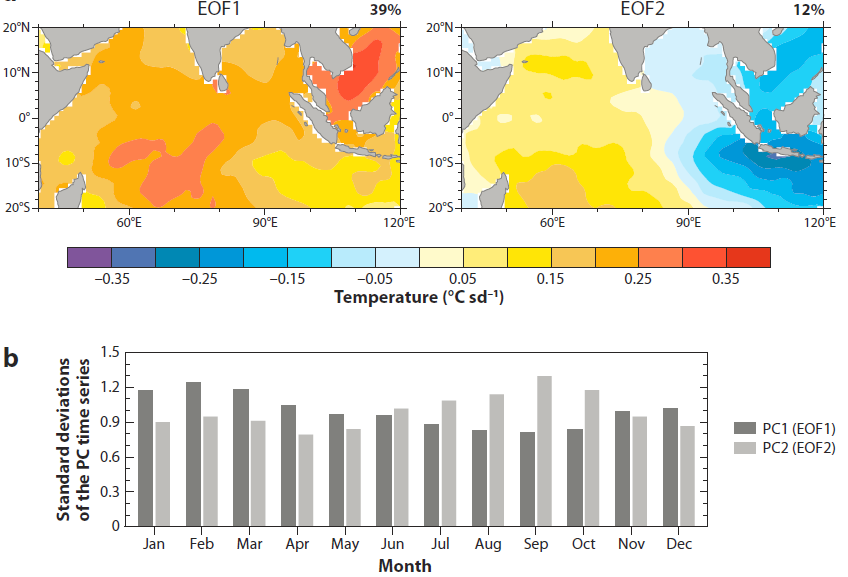 EOF1 39% EOF2 12%
20°N 20°N
10°N 10°N
0° 0°
10°S 10°S
20°S 20°S
60°E 90°E 120°E 60°E 90°E 120°E
−0.35 −0.25 −0.15 −0.05 0.05 0.15 0.25 0.35
Temperature (°C sd⁻¹)
b
Standard deviations
of the PC time series
1.5
1.2
0.9
0.6
0.3
0
PC1 (EOF1)
PC2 (EOF2)
Jan Feb Mar Apr May Jun Jul Aug Sep Oct Nov Dec
Month